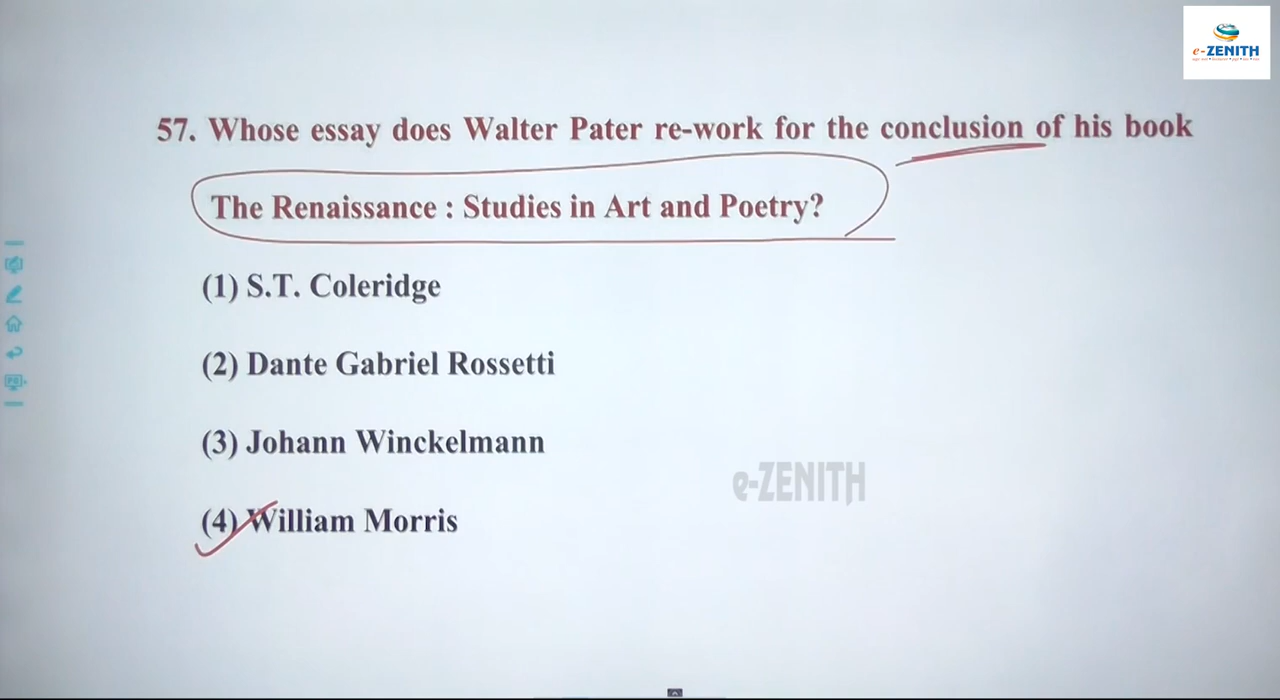 e-ZENITH
57. Whose essay does Walter Pater re-work for the conclusion of his book
The Renaissance : Studies in Art and Poetry?
(1) S.T. Coleridge
(2) Dante Gabriel Rossetti
(3) Johann Winckelmann
e-ZENITH
(4) William Morris